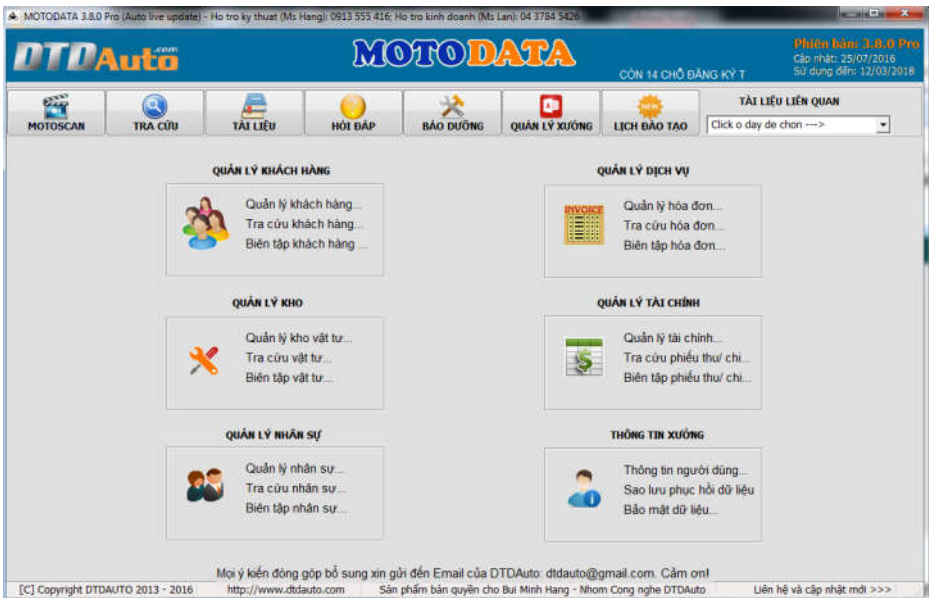 MOTODATA 3.8.0 Pro (Auto live update) - Ho tro ky thuat (Ms Hang): 0913 555 416; Ho tro kinh doanh (Ms Lan): 04 3784 5426
DTDAuto.com
MOTODATA
CÒN 14 CHỖ ĐĂNG KÝ T
Phiên bản: 3.8.0 Pro
Cập nhật: 25/07/2016
Sử dụng đến: 12/03/2018
MOTOSCAN
TRA CỨU
TÀI LIỆU
HỎI ĐÁP
BẢO DƯỠNG
QUẢN LÝ XƯỞNG
NEW
LỊCH ĐÀO TẠO
TÀI LIỆU LIÊN QUAN
Click o day de chon --->
QUẢN LÝ KHÁCH HÀNG
Quản lý khách hàng...
Tra cứu khách hàng...
Biên tập khách hàng ...
QUẢN LÝ DỊCH VỤ
INVOICE
Quản lý hóa đơn...
Tra cứu hóa đơn...
Biên tập hóa đơn...
QUẢN LÝ KHO
Quản lý kho vật tư...
Tra cứu vật tư...
Biên tập vật tư...
QUẢN LÝ TÀI CHÍNH
Quản lý tài chính...
Tra cứu phiếu thu/ chi...
Biên tập phiếu thu/ chi...
QUẢN LÝ NHÂN SỰ
Quản lý nhân sự...
Tra cứu nhân sự...
Biên tập nhân sự...
THÔNG TIN XƯỞNG
Thông tin người dùng...
Sao lưu phục hồi dữ liệu
Bảo mật dữ liệu...
Mọi ý kiến đóng góp bổ sung xin gửi đến Email của DTDAuto: dtdauto@gmail.com. Cảm ơn!
[C] Copyright DTDAUTO 2013 - 2016
http://www.dtdauto.com
Sản phẩm bản quyền cho Bui Minh Hang - Nhom Cong nghe DTDAuto
Liên hệ và cập nhật mới >>>